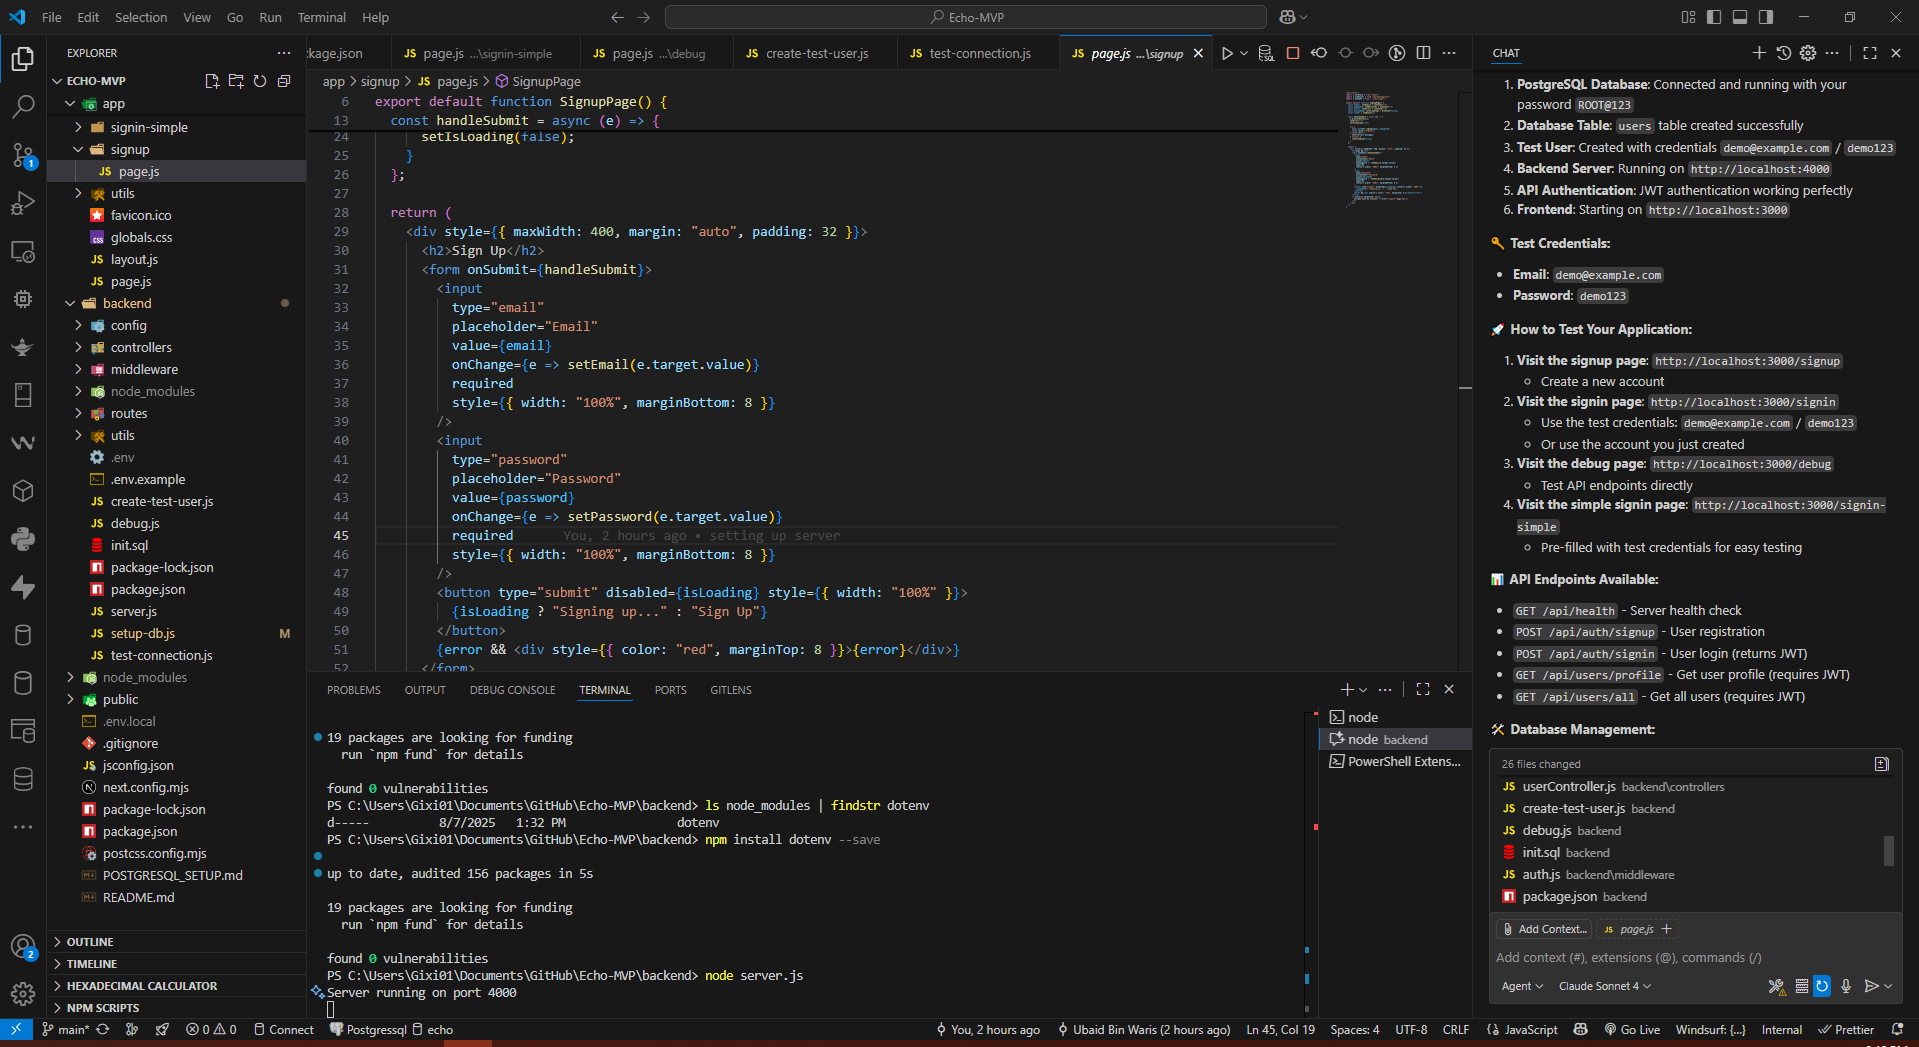 File Edit Selection View Go Run Terminal Help
Echo-MVP
EXPLORER
ECHO-MVP
app
signin-simple
signup
JS page.js
utils
favicon.ico
globals.css
JS layout.js
JS page.js
backend
config
controllers
middleware
node_modules
routes
utils
.env
.env.example
JS create-test-user.js
JS debug.js
init.sql
package-lock.json
package.json
JS server.js
JS setup-db.js M
JS test-connection.js
node_modules
public
.env.local
.gitignore
JS jsconfig.json
next.config.mjs
package-lock.json
package.json
postcss.config.mjs
POSTGRESQL_SETUP.md
README.md
OUTLINE
TIMELINE
HEXADECIMAL CALCULATOR
NPM SCRIPTS
kage.json JS page.js ...\signin-simple JS page.js ...\debug JS create-test-user.js JS test-connection.js JS page.js ...\signup
app > signup > JS page.js > SignupPage
6 export default function SignupPage() {
13 const handleSubmit = async (e) => {
24 setIsLoading(false);
25 }
26 };
27
28 return (
29 <div style={{ maxWidth: 400, margin: "auto", padding: 32 }}>
30 <h2>Sign Up</h2>
31 <form onSubmit={handleSubmit}>
32 <input
33 type="email"
34 placeholder="Email"
35 value={email}
36 onChange={e => setEmail(e.target.value)}
37 required
38 style={{ width: "100%", marginBottom: 8 }}
39 />
40 <input
41 type="password"
42 placeholder="Password"
43 value={password}
44 onChange={e => setPassword(e.target.value)}
45 required You, 2 hours ago • setting up server
46 style={{ width: "100%", marginBottom: 8 }}
47 />
48 <button type="submit" disabled={isLoading} style={{ width: "100%" }}>
49 {isLoading ? "Signing up..." : "Sign Up"}
50 </button>
51 {error && <div style={{ color: "red", marginTop: 8 }}>{error}</div>}
52 </form>
PROBLEMS OUTPUT DEBUG CONSOLE TERMINAL PORTS GITLENS
19 packages are looking for funding
run `npm fund` for details
found 0 vulnerabilities
PS C:\Users\Gixi01\Documents\GitHub\Echo-MVP\backend> ls node_modules | findstr dotenv
d----- 8/7/2025 1:32 PM dotenv
PS C:\Users\Gixi01\Documents\GitHub\Echo-MVP\backend> npm install dotenv --save
up to date, audited 156 packages in 5s
19 packages are looking for funding
run `npm fund` for details
found 0 vulnerabilities
PS C:\Users\Gixi01\Documents\GitHub\Echo-MVP\backend> node server.js
Server running on port 4000
node
node backend
PowerShell Extens...
CHAT
1. PostgreSQL Database: Connected and running with your
password ROOT@123
2. Database Table: users table created successfully
3. Test User: Created with credentials demo@example.com / demo123
4. Backend Server: Running on http://localhost:4000
5. API Authentication: JWT authentication working perfectly
6. Frontend: Starting on http://localhost:3000
🔑 Test Credentials:
• Email: demo@example.com
• Password: demo123
🚀 How to Test Your Application:
1. Visit the signup page: http://localhost:3000/signup
Create a new account
2. Visit the signin page: http://localhost:3000/signin
Use the test credentials: demo@example.com / demo123
Or use the account you just created
3. Visit the debug page: http://localhost:3000/debug
Test API endpoints directly
4. Visit the simple signin page: http://localhost:3000/signin-
simple
Pre-filled with test credentials for easy testing
📊 API Endpoints Available:
• GET /api/health - Server health check
• POST /api/auth/signup - User registration
• POST /api/auth/signin - User login (returns JWT)
• GET /api/users/profile - Get user profile (requires JWT)
• GET /api/users/all - Get all users (requires JWT)
🛠 Database Management:
26 files changed
JS userController.js backend\controllers
JS create-test-user.js backend
JS debug.js backend
init.sql backend
JS auth.js backend\middleware
package.json backend
Add Context... JS page.js +
Add context (#), extensions (@), commands (/)
Agent Claude Sonnet 4
main* 0 0 Connect Postgressql echo You, 2 hours ago Ubaid Bin Waris (2 hours ago) Ln 45, Col 19 Spaces: 4 UTF-8 CRLF JavaScript Go Live Windsurf: {...} Internal Prettier